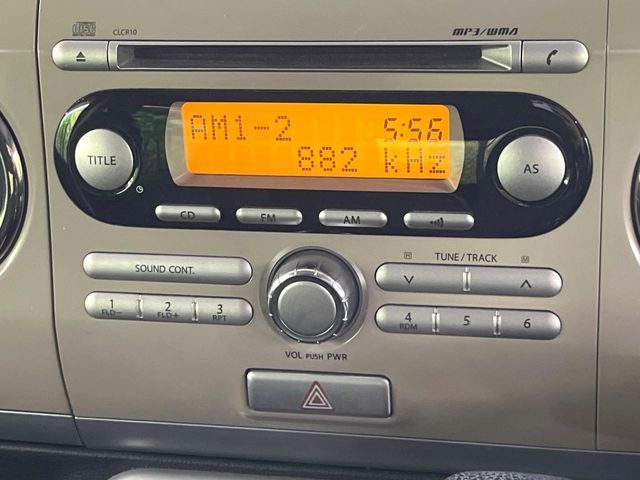 CLCR10
MP3/WMA
AM1-2 5:56
882 kHz
TITLE
AS
CD
FM
AM
SOUND CONT.
TUNE / TRACK
1
FLD−
2
FLD+
3
RPT
4
RDM
5
6
VOL PUSH PWR